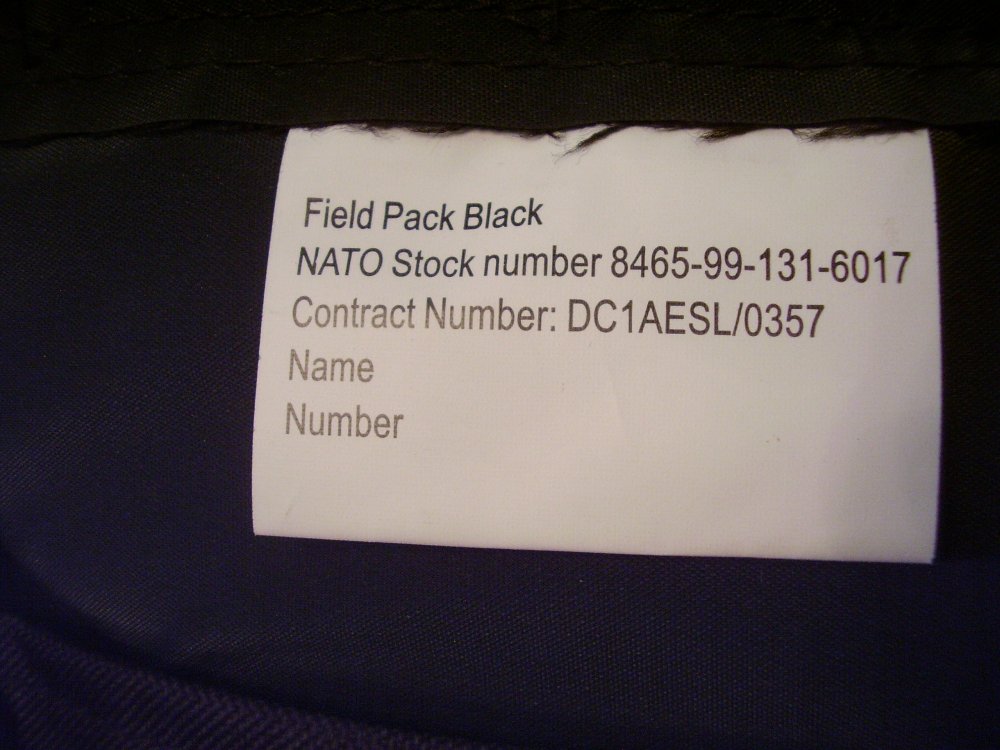 Field Pack Black
NATO Stock number 8465-99-131-6017
Contract Number: DC1AESL/0357
Name
Number